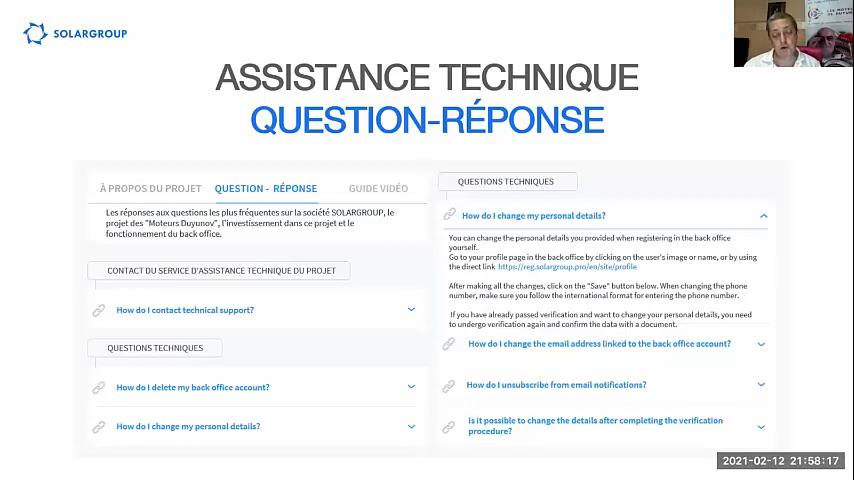 SOLARGROUP
ASSISTANCE TECHNIQUE
QUESTION-RÉPONSE
À PROPOS DU PROJET
QUESTION - RÉPONSE
GUIDE VIDÉO
Les réponses aux questions les plus fréquentes sur la société SOLARGROUP, le
projet des "Moteurs Duyunov", l'investissement dans ce projet et le
fonctionnement du back office.
CONTACT DU SERVICE D'ASSISTANCE TECHNIQUE DU PROJET
How do I contact technical support?
QUESTIONS TECHNIQUES
How do I delete my back office account?
How do I change my personal details?
QUESTIONS TECHNIQUES
How do I change my personal details?
You can change the personal details you provided when registering in the back office
yourself.
Go to your profile page in the back office by clicking on the user's image or name, or by using
the direct link https://reg.solargroup.pro/en/site/profile
After making all the changes, click on the "Save" button below. When changing the phone
number, make sure you follow the international format for entering the phone number.
If you have already passed verification and want to change your personal details, you need
to undergo verification again and confirm the data with a document.
How do I change the email address linked to the back office account?
How do I unsubscribe from email notifications?
Is it possible to change the details after completing the verification
procedure?
2021-02-12 21:58:17